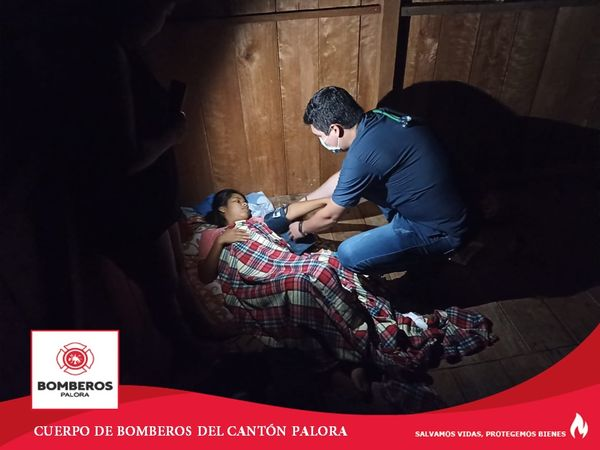 BOMBEROS
PALORA
CUERPO DE BOMBEROS DEL CANTÓN PALORA
SALVAMOS VIDAS, PROTEGEMOS BIENES